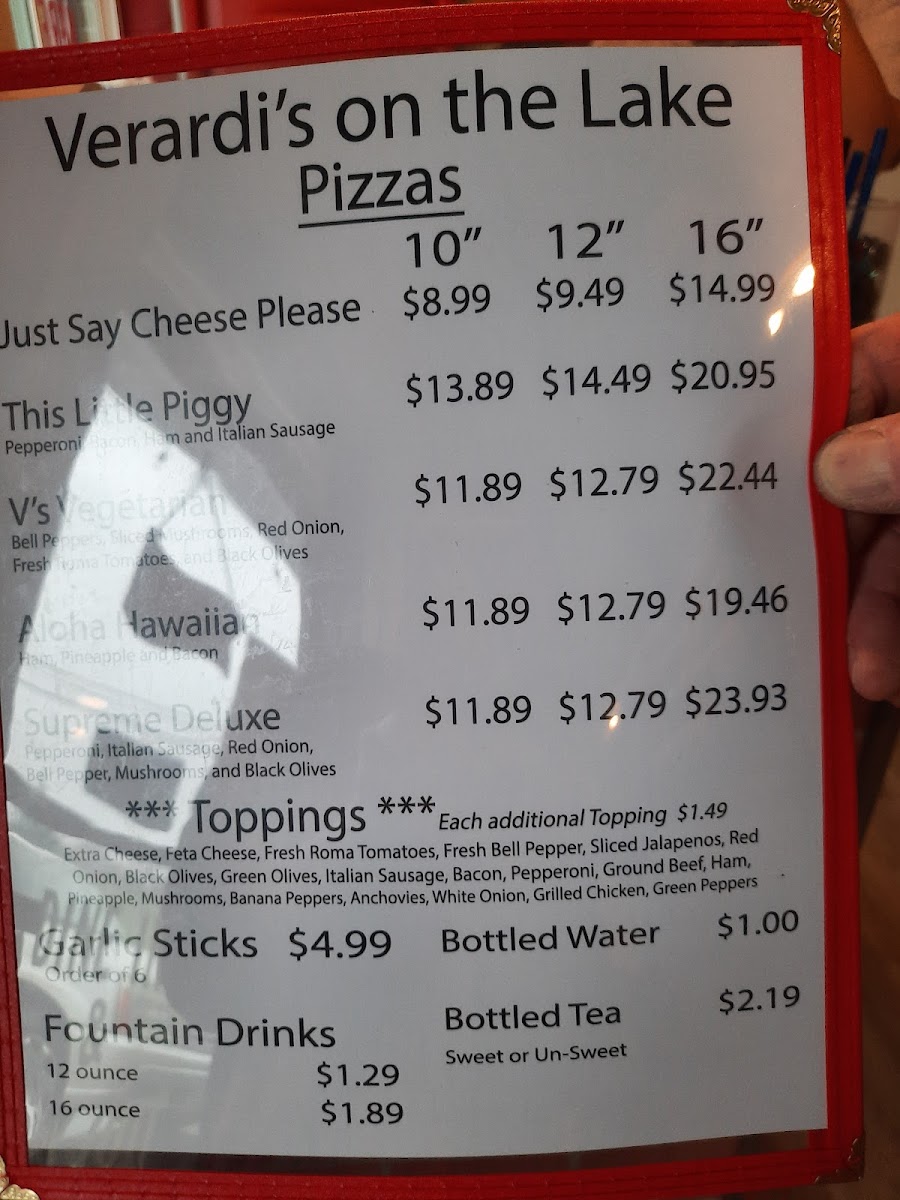 Verardi's on the Lake
Pizzas
10" 12" 16"
Just Say Cheese Please $8.99 $9.49 $14.99
This Little Piggy $13.89 $14.49 $20.95
Pepperoni, Bacon, Ham and Italian Sausage
V's Vegetarian $11.89 $12.79 $22.44
Bell Peppers, Sliced Mushrooms, Red Onion,
Fresh Roma Tomatoes, and Black Olives
Aloha Hawaiian $11.89 $12.79 $19.46
Ham, Pineapple and Bacon
Supreme Deluxe $11.89 $12.79 $23.93
Pepperoni, Italian Sausage, Red Onion,
Bell Pepper, Mushrooms, and Black Olives
*** Toppings *** Each additional Topping $1.49
Extra Cheese, Feta Cheese, Fresh Roma Tomatoes, Fresh Bell Pepper, Sliced Jalapenos, Red
Onion, Black Olives, Green Olives, Italian Sausage, Bacon, Pepperoni, Ground Beef, Ham,
Pineapple, Mushrooms, Banana Peppers, Anchovies, White Onion, Grilled Chicken, Green Peppers
Garlic Sticks $4.99
Order of 6
Bottled Water $1.00
Bottled Tea $2.19
Sweet or Un-Sweet
Fountain Drinks
12 ounce $1.29
16 ounce $1.89